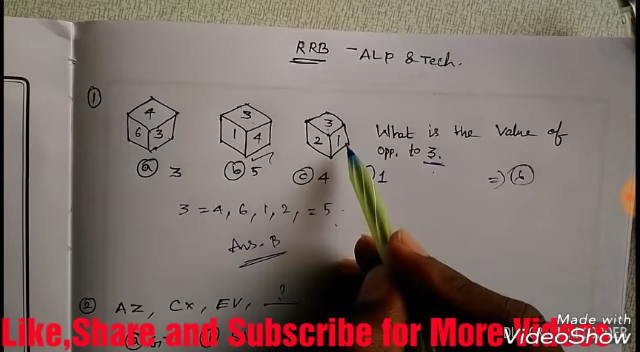 RRB - ALP & Tech.
①
4 6 3
3 1 4
3 2 1
What is the value of
opp. to 3.
ⓐ 3 ⓑ 5 ⓒ 4 ) 1 => ⓑ
3 = 4, 6, 1, 2, = 5.
Ans. B
② AZ, CX, EV, ?
Made with
VideoShow
Like,Share and Subscribe for More Videos